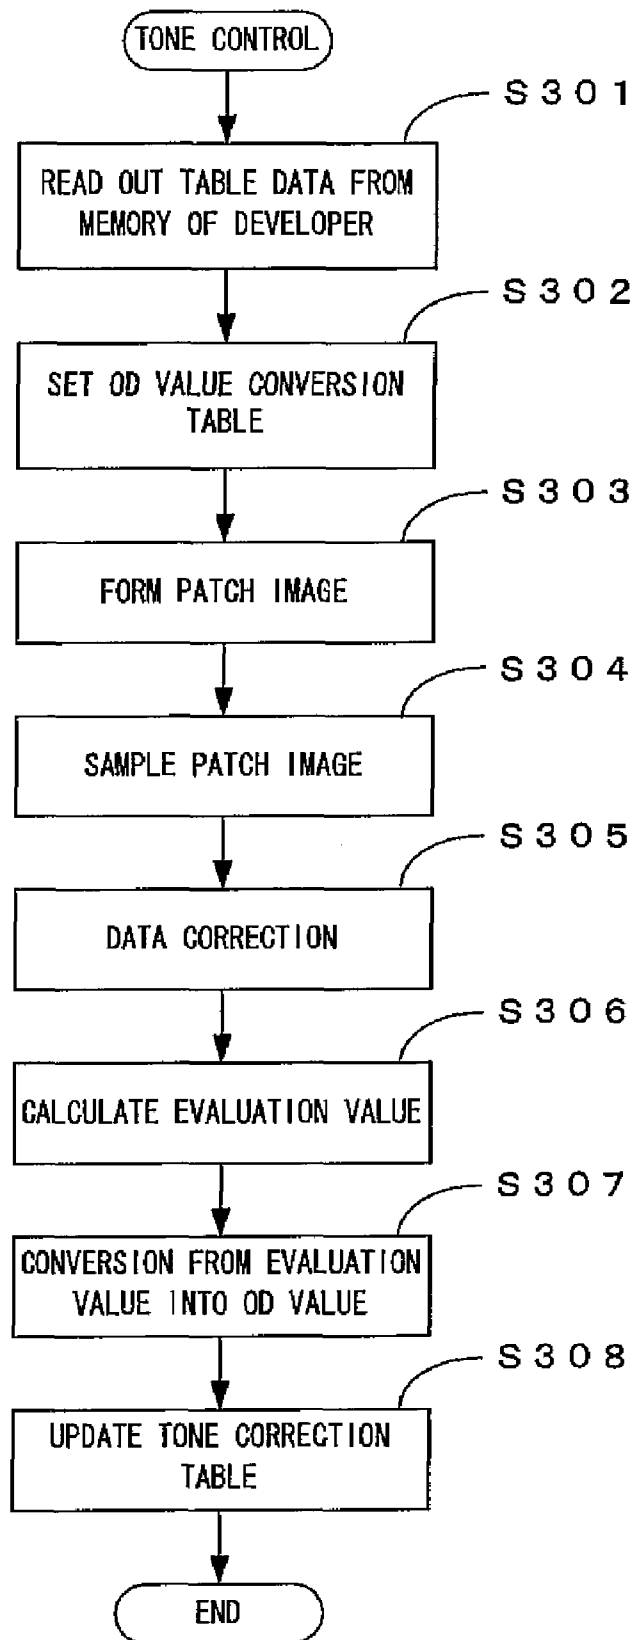 TONE CONTROL
S301
READ OUT TABLE DATA FROM
MEMORY OF DEVELOPER
S302
SET OD VALUE CONVERSION
TABLE
S303
FORM PATCH IMAGE
S304
SAMPLE PATCH IMAGE
S305
DATA CORRECTION
S306
CALCULATE EVALUATION VALUE
S307
CONVERSION FROM EVALUATION
VALUE INTO OD VALUE
S308
UPDATE TONE CORRECTION
TABLE
END